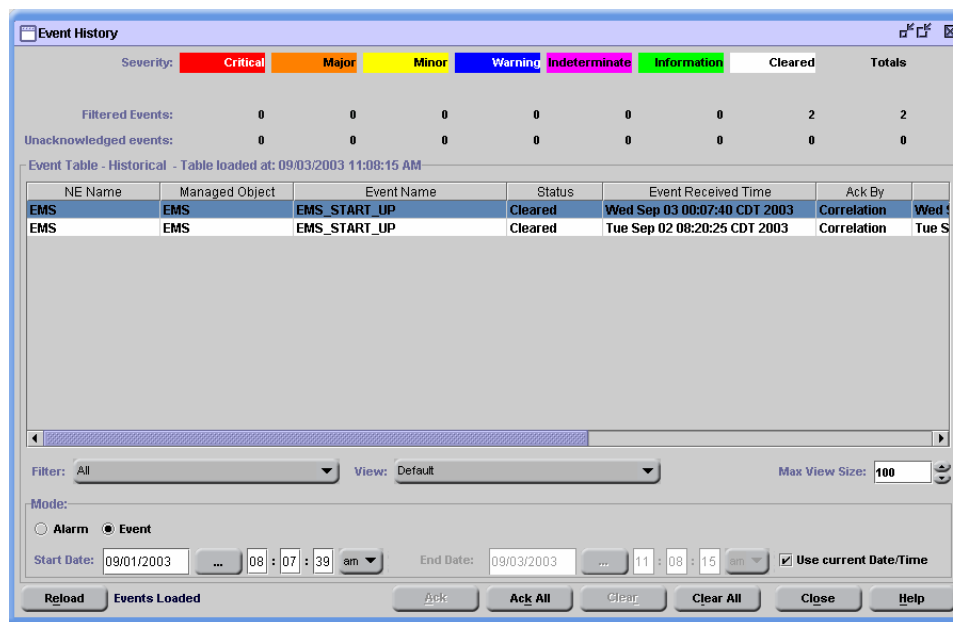 Event History
Severity: Critical Major Minor Warning Indeterminate Information Cleared Totals
Filtered Events: 0 0 0 0 0 0 2 2
Unacknowledged events: 0 0 0 0 0 0 0 0
Event Table - Historical - Table loaded at: 09/03/2003 11:08:15 AM
NE Name Managed Object Event Name Status Event Received Time Ack By
EMS EMS EMS_START_UP Cleared Wed Sep 03 00:07:40 CDT 2003 Correlation Wed
EMS EMS EMS_START_UP Cleared Tue Sep 02 08:20:25 CDT 2003 Correlation Tue S
Filter: All View: Default Max View Size: 100
Mode:
Alarm Event
Start Date: 09/01/2003 ... 08 : 07 : 39 am End Date: 09/03/2003 ... 11 : 08 : 15 am Use current Date/Time
Reload Events Loaded Ack Ack All Clear Clear All Close Help